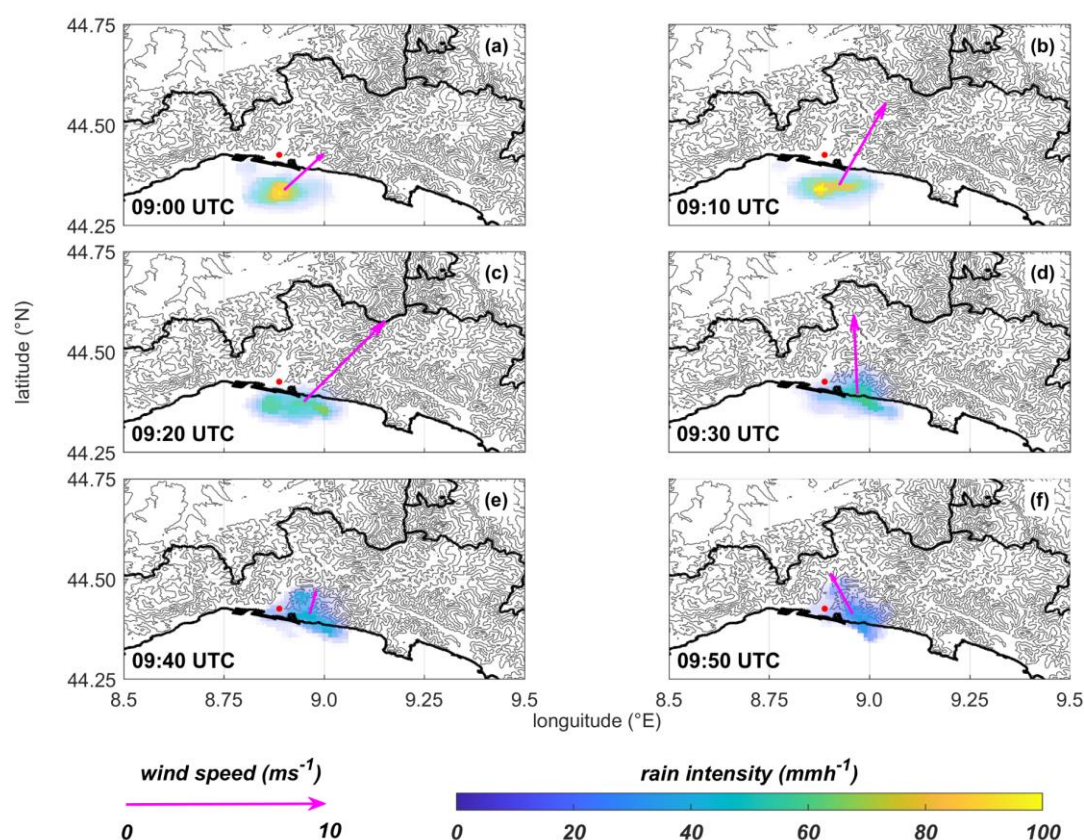 44.75
(a)
(b)
44.50
09:00 UTC
09:10 UTC
44.25
44.75
(c)
(d)
latitude (°N)
44.50
09:20 UTC
09:30 UTC
44.25
44.75
(e)
(f)
44.50
09:40 UTC
09:50 UTC
44.25
8.5 8.75 9.0 9.25 9.5
8.5 8.75 9.0 9.25 9.5
longuitude (°E)
wind speed (ms⁻¹)
rain intensity (mmh⁻¹)
0 10
0 20 40 60 80 100